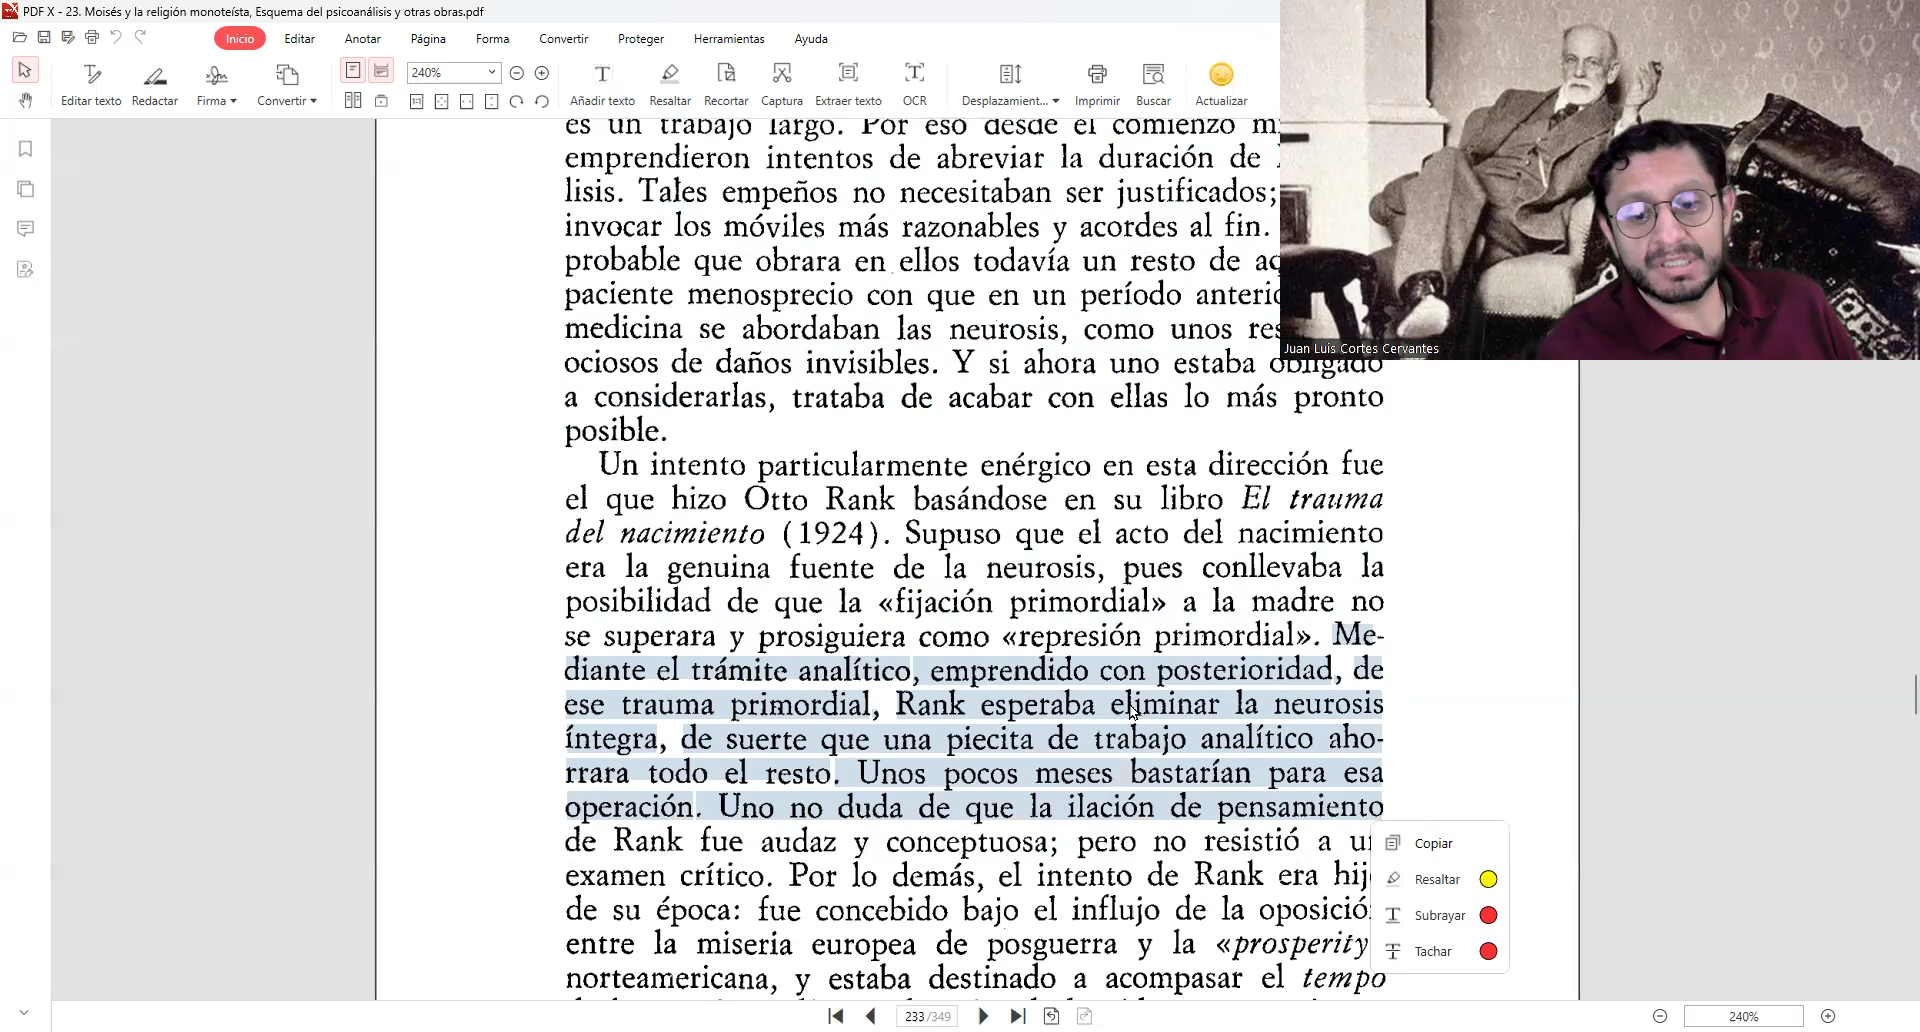 PDF X - 23. Moisés y la religión monoteísta, Esquema del psicoanálisis y otras obras.pdf
Inicio
Editar
Anotar
Página
Forma
Convertir
Proteger
Herramientas
Ayuda
240%
Editar texto
Redactar
Firma
Convertir
Añadir texto
Resaltar
Recortar
Captura
Extraer texto
OCR
Desplazamient...
Imprimir
Buscar
Actualizar
es un trabajo largo. Por eso desde el comienzo
emprendieron intentos de abreviar la duración de
lisis. Tales empeños no necesitaban ser justificados;
invocar los móviles más razonables y acordes al fin.
probable que obrara en ellos todavía un resto de
paciente menosprecio con que en un período
medicina se abordaban las neurosis, como unos
ociosos de daños invisibles. Y si ahora uno estaba obligado
a considerarlas, trataba de acabar con ellas lo más pronto
posible.
Un intento particularmente enérgico en esta dirección fue
el que hizo Otto Rank basándose en su libro El trauma
del nacimiento (1924). Supuso que el acto del nacimiento
era la genuina fuente de la neurosis, pues conllevaba la
posibilidad de que la «fijación primordial» a la madre no
se superara y prosiguiera como «represión primordial». Me-
diante el trámite analítico, emprendido con posterioridad, de
ese trauma primordial, Rank esperaba eliminar la neurosis
íntegra, de suerte que una piecita de trabajo analítico aho-
rrara todo el resto. Unos pocos meses bastarían para esa
operación. Uno no duda de que la ilación de pensamiento
de Rank fue audaz y conceptuosa; pero no resistió a
examen crítico. Por lo demás, el intento de Rank era
de su época: fue concebido bajo el influjo de la
entre la miseria europea de posguerra y la «prosperity
norteamericana, y estaba destinado a acompasar el tempo
Juan Luis Cortes Cervantes
Copiar
Resaltar
Subrayar
Tachar
233 /349
240%